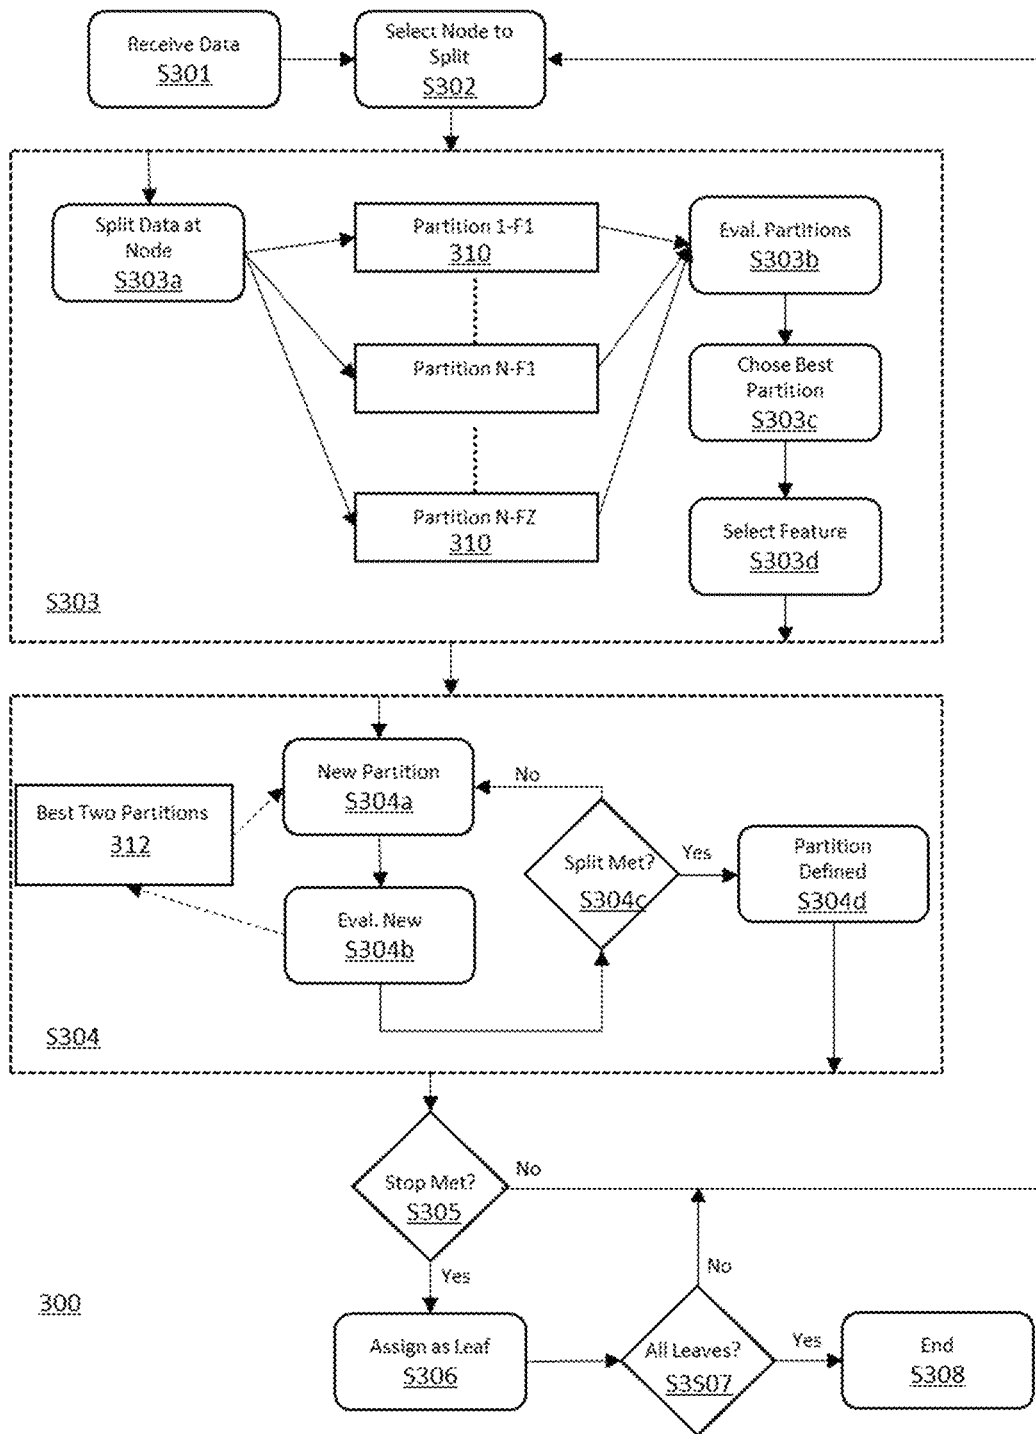 Receive Data
S301
Select Node to
Split
S302
Split Data at
Node
S303a
Partition 1-F1
310
Partition N-F1
Partition N-FZ
310
Eval. Partitions
S303b
Chose Best
Partition
S303c
Select Feature
S303d
S303
New Partition
S304a
Best Two Partitions
312
Eval. New
S304b
No
Split Met?
S304c
Yes
Partition
Defined
S304d
S304
Stop Met?
S305
No
Yes
300
Assign as Leaf
S306
All Leaves?
S3S07
No
Yes
End
S308